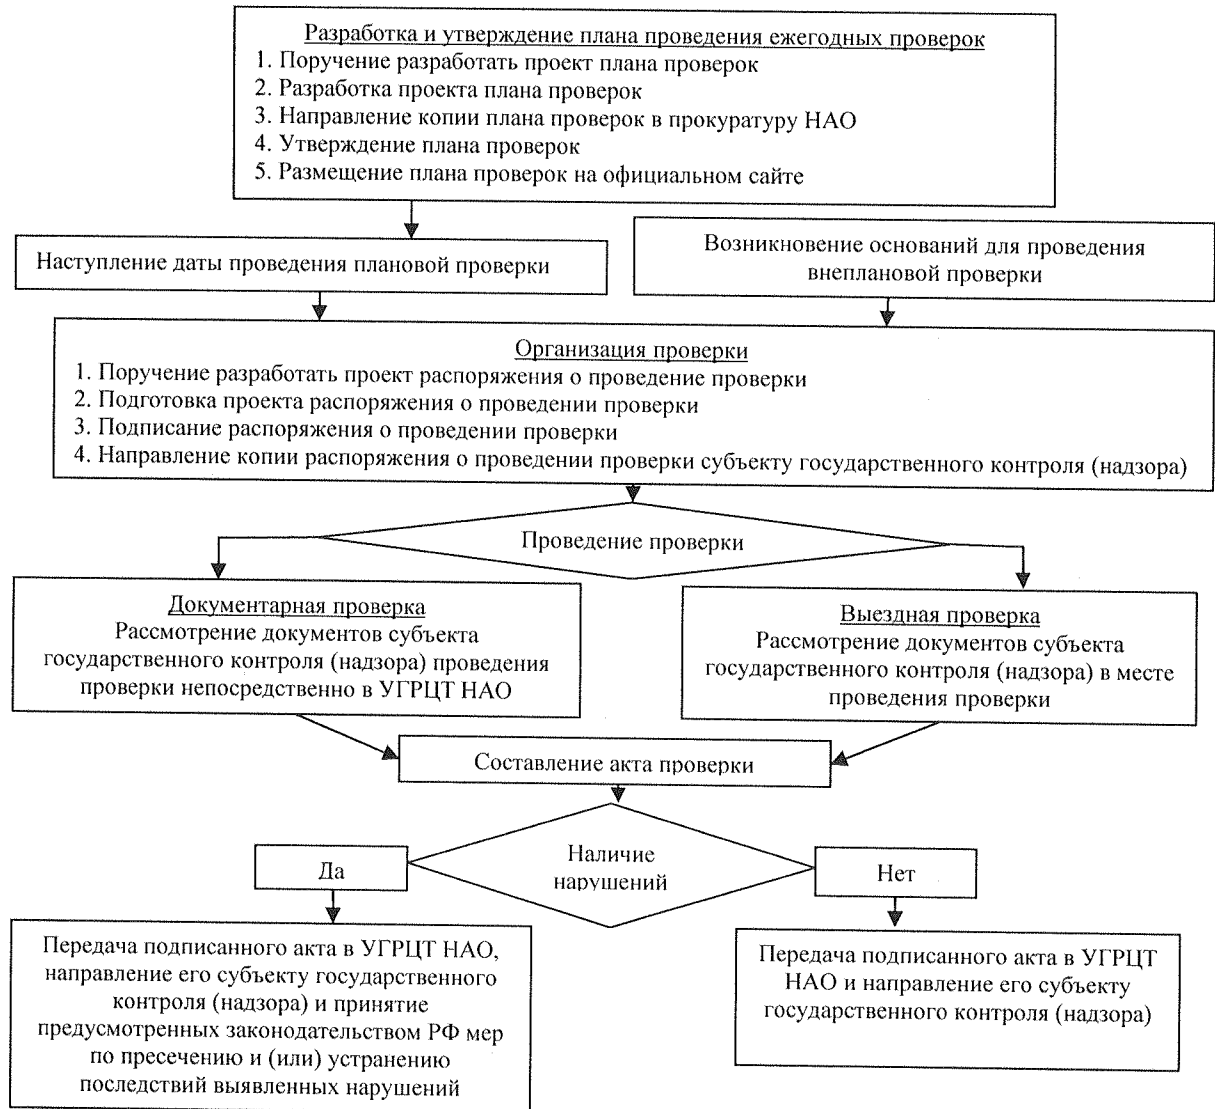 Разработка и утверждение плана проведения ежегодных проверок
1. Поручение разработать проект плана проверок
2. Разработка проекта плана проверок
3. Направление копии плана проверок в прокуратуру НАО
4. Утверждение плана проверок
5. Размещение плана проверок на официальном сайте
Наступление даты проведения плановой проверки
Возникновение оснований для проведения
внеплановой проверки
Организация проверки
1. Поручение разработать проект распоряжения о проведение проверки
2. Подготовка проекта распоряжения о проведении проверки
3. Подписание распоряжения о проведении проверки
4. Направление копии распоряжения о проведении проверки субъекту государственного контроля (надзора)
Проведение проверки
Документарная проверка
Рассмотрение документов субъекта
государственного контроля (надзора) проведения
проверки непосредственно в УГРЦТ НАО
Выездная проверка
Рассмотрение документов субъекта
государственного контроля (надзора) в месте
проведения проверки
Составление акта проверки
Наличие
нарушений
Да
Нет
Передача подписанного акта в УГРЦТ НАО,
направление его субъекту государственного
контроля (надзора) и принятие
предусмотренных законодательством РФ мер
по пресечению и (или) устранению
последствий выявленных нарушений
Передача подписанного акта в УГРЦТ
НАО и направление его субъекту
государственного контроля (надзора)